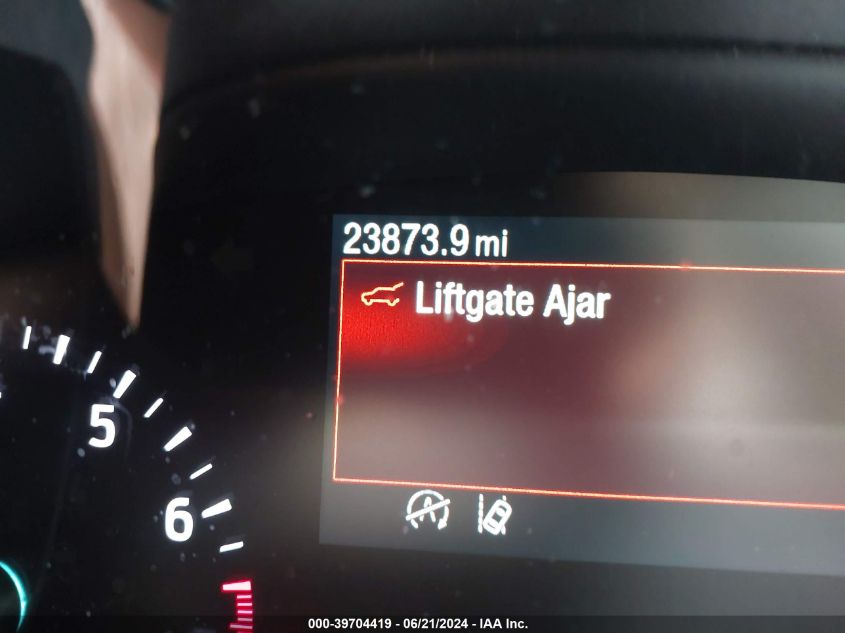 23873.9 mi
Liftgate Ajar
5
6
A
000-39704419 - 06/21/2024 - IAA Inc.